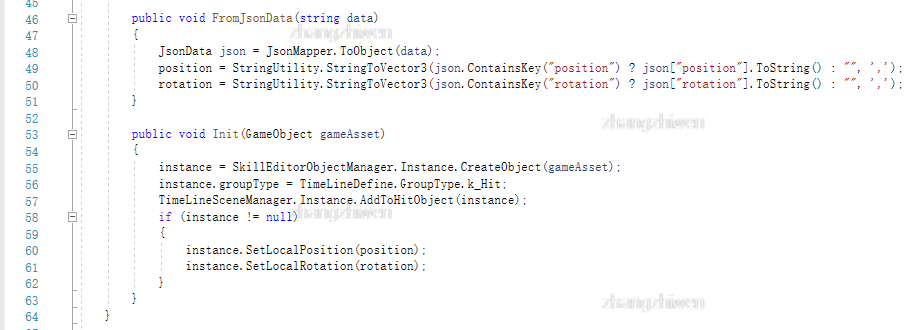 45
46 public void FromJsonData(string data)
47 {
48 JsonData json = JsonMapper.ToObject(data);
49 position = StringUtility.StringToVector3(json.ContainsKey("position") ? json["position"].ToString() : "", ',');
50 rotation = StringUtility.StringToVector3(json.ContainsKey("rotation") ? json["rotation"].ToString() : "", ',');
51 }
52
53 public void Init(GameObject gameAsset)
54 {
55 instance = SkillEditorObjectManager.Instance.CreateObject(gameAsset);
56 instance.groupType = TimeLineDefine.GroupType.k_Hit;
57 TimeLineSceneManager.Instance.AddToHitObject(instance);
58 if (instance != null)
59 {
60 instance.SetLocalPosition(position);
61 instance.SetLocalRotation(rotation);
62 }
63 }
64 }
zhangzhiwen
zhangzhiwen
zhangzhiwen
zhangzhiwen